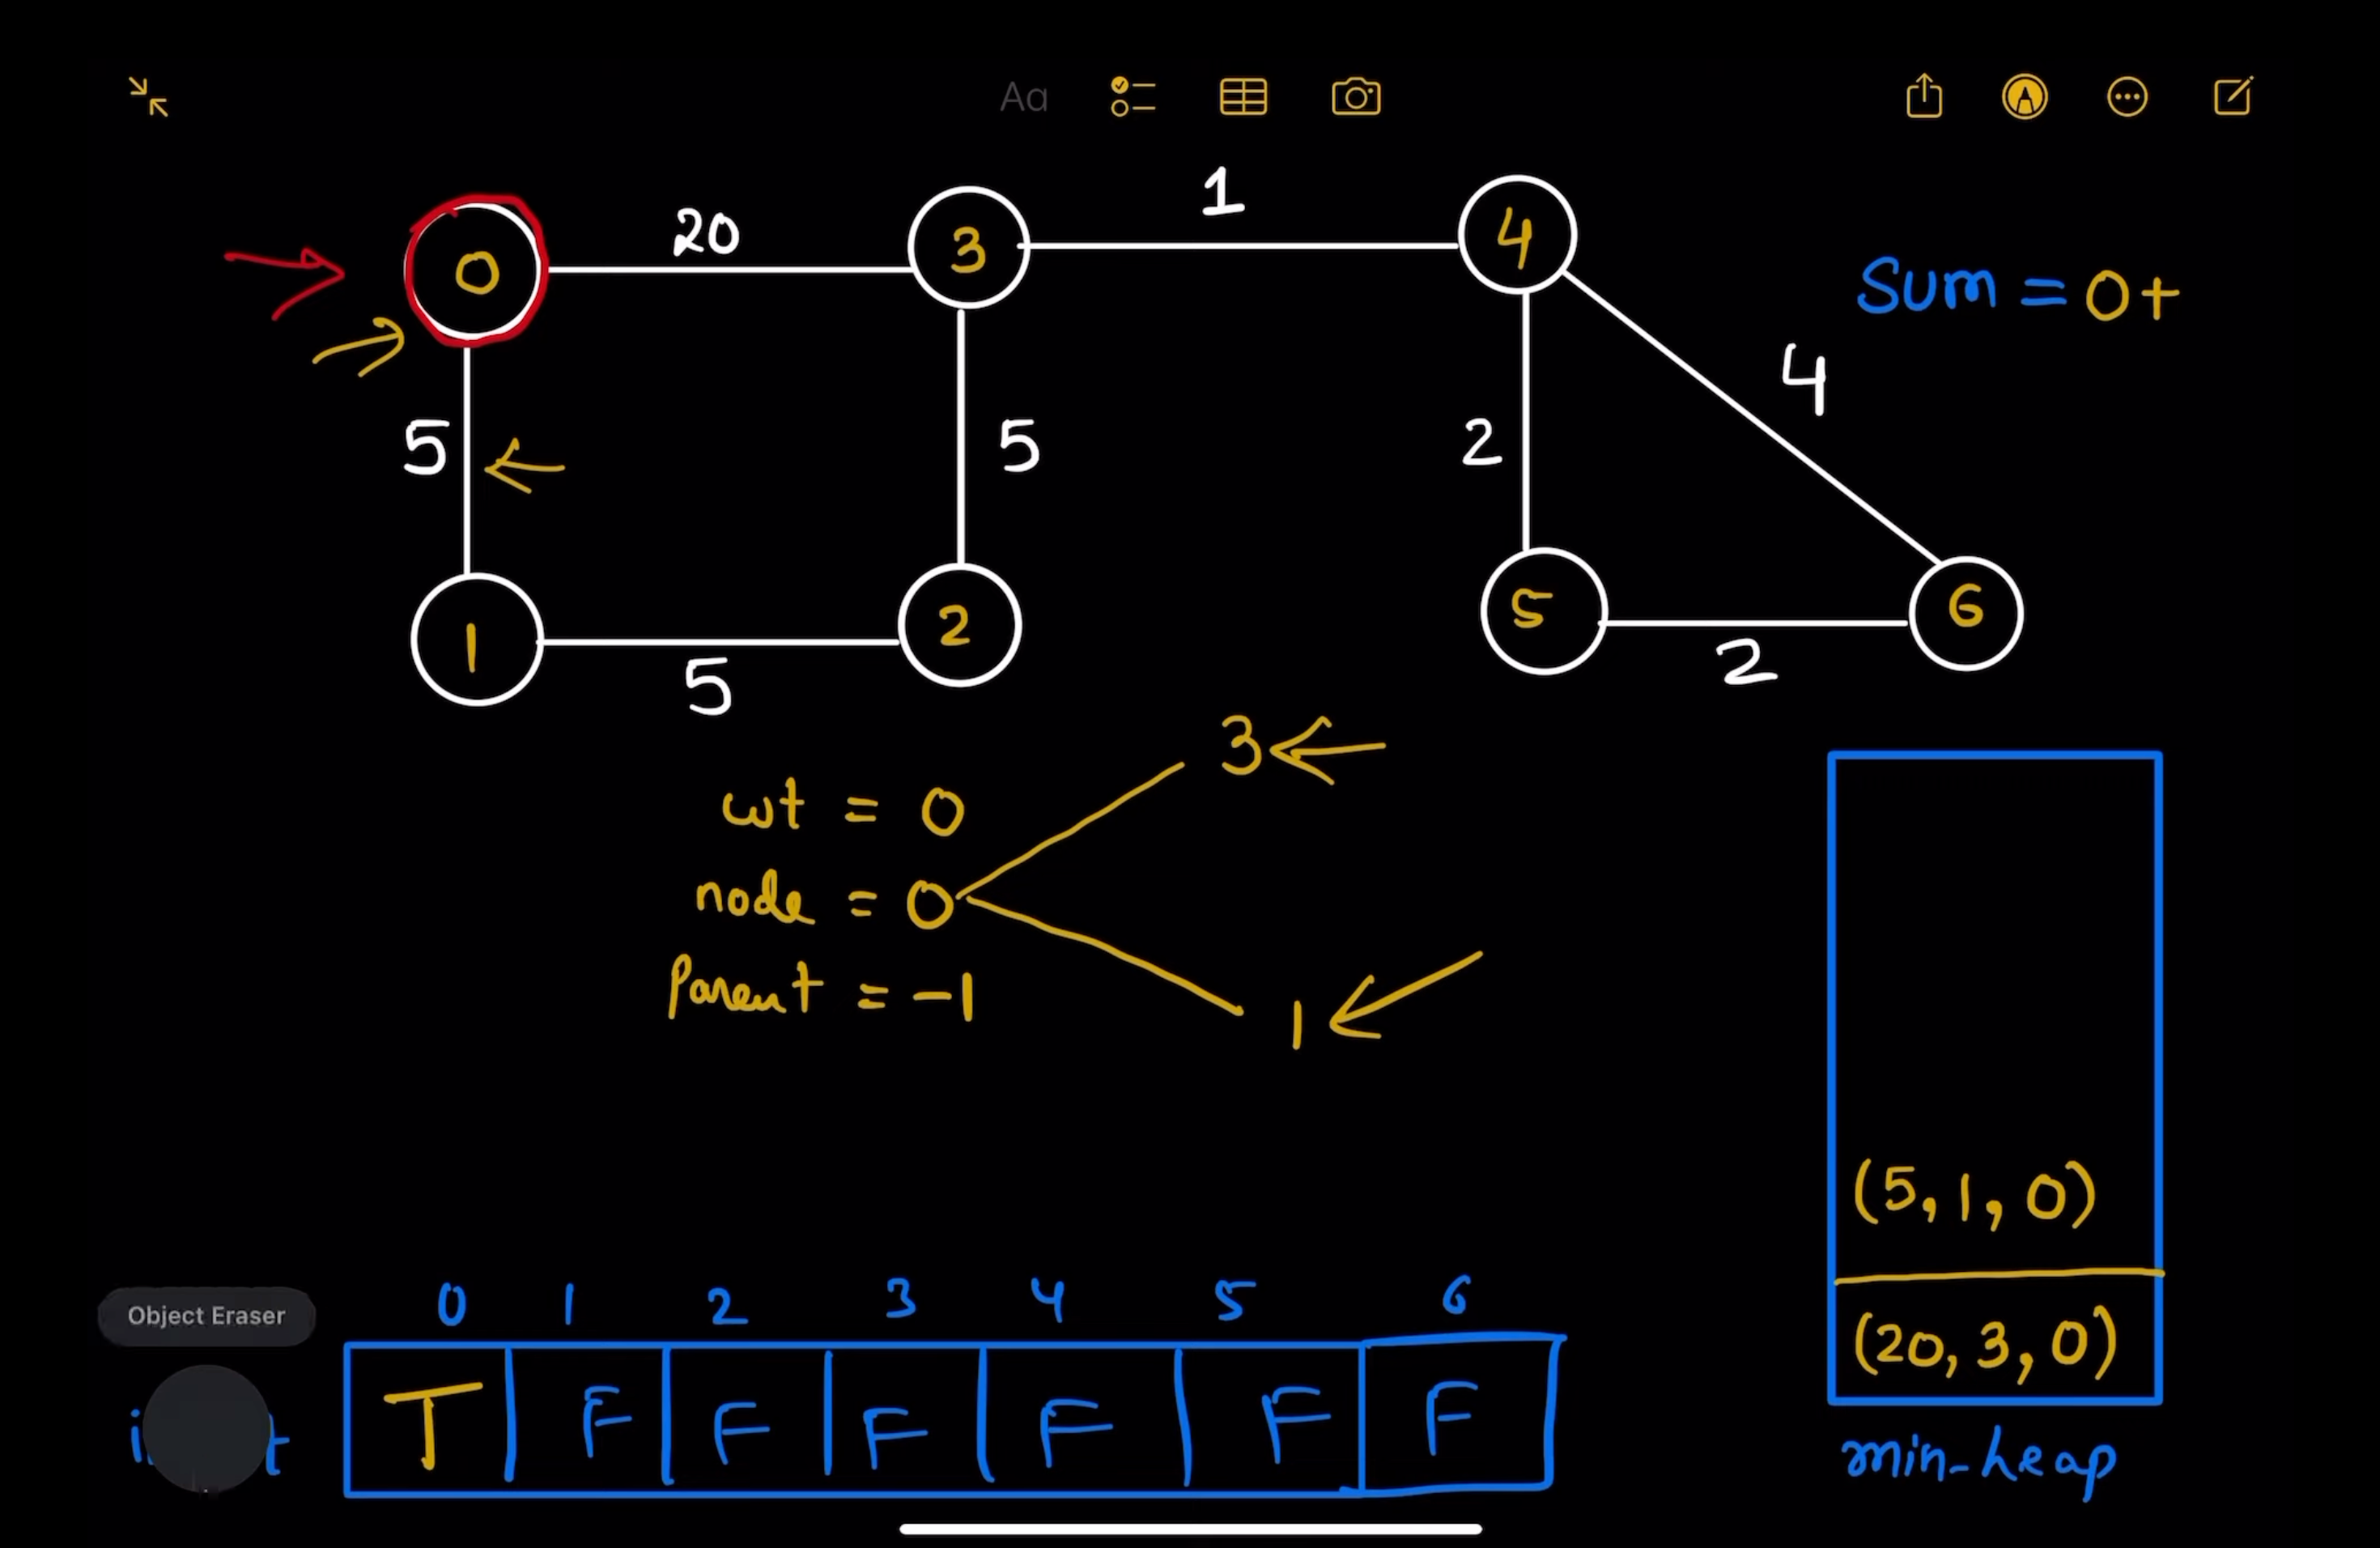 Aa
20
1
0
3
4
Sum = 0+
4
5
5
2
1
2
5
6
5
2
3
wt = 0
node = 0
Parent = -1
1
(5, 1, 0)
(20, 3, 0)
min-heap
Object Eraser
0 1 2 3 4 5 6
T F F F F F F